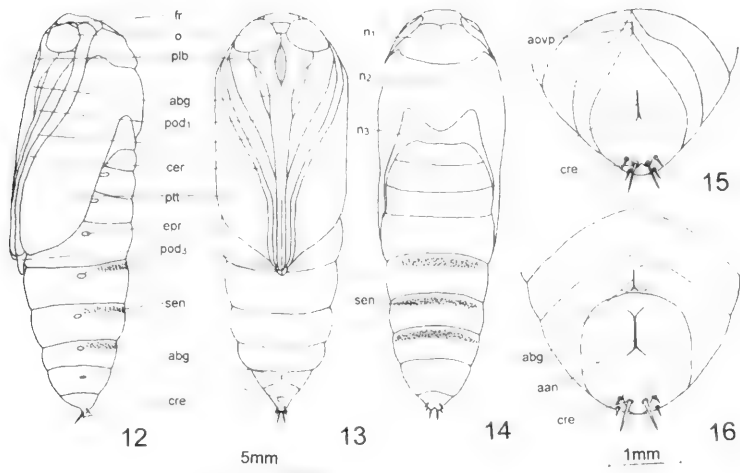 fr
o
plb
abg
pod₁
cer
ptt
epr
pod₃
sen
abg
cre
12
5mm
13
n₁
n₂
n₃
sen
14
aovp
cre
15
abg
aan
cre
16
1mm